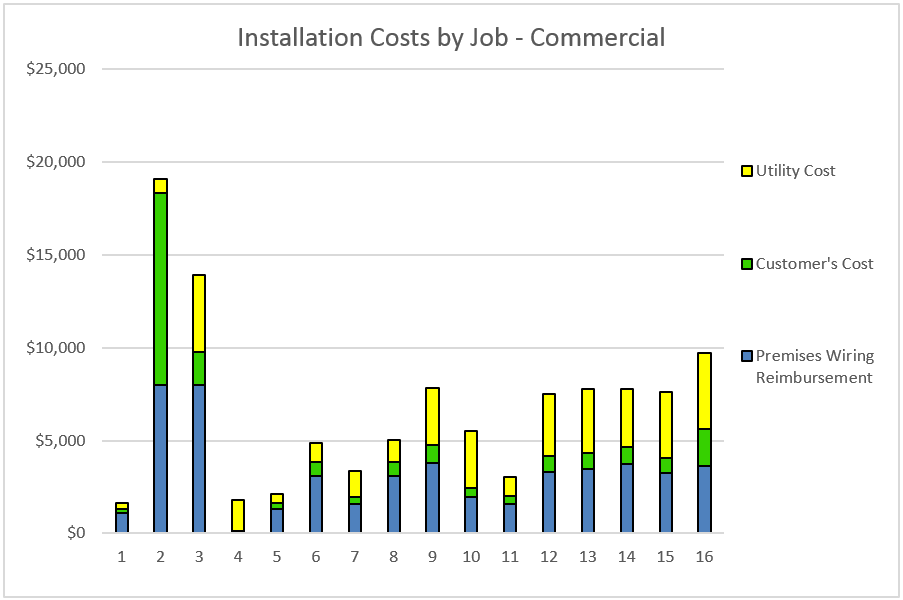 Installation Costs by Job - Commercial
$25,000
$20,000
$15,000
$10,000
$5,000
$0
1 2 3 4 5 6 7 8 9 10 11 12 13 14 15 16
Utility Cost
Customer's Cost
Premises Wiring
Reimbursement